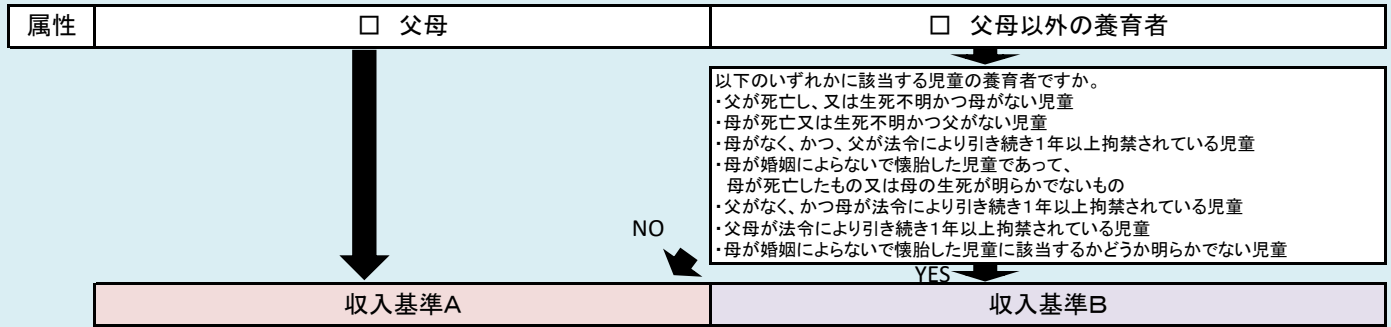 属性
□ 父母
□ 父母以外の養育者
以下のいずれかに該当する児童の養育者ですか。
・父が死亡し、又は生死不明かつ母がない児童
・母が死亡又は生死不明かつ父がない児童
・母がなく、かつ、父が法令により引き続き1年以上拘禁されている児童
・母が婚姻によらないで懐胎した児童であって、
母が死亡したもの又は母の生死が明らかでないもの
・父がなく、かつ母が法令により引き続き1年以上拘禁されている児童
・父母が法令により引き続き1年以上拘禁されている児童
・母が婚姻によらないで懐胎した児童に該当するかどうか明らかでない児童
NO
YES
収入基準A
収入基準B